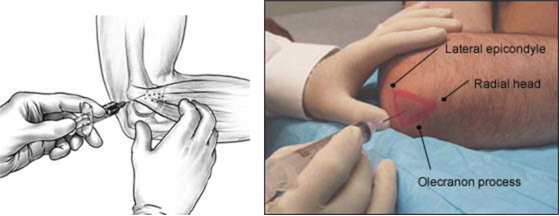 Lateral epicondyle
Radial head
Olecranon process